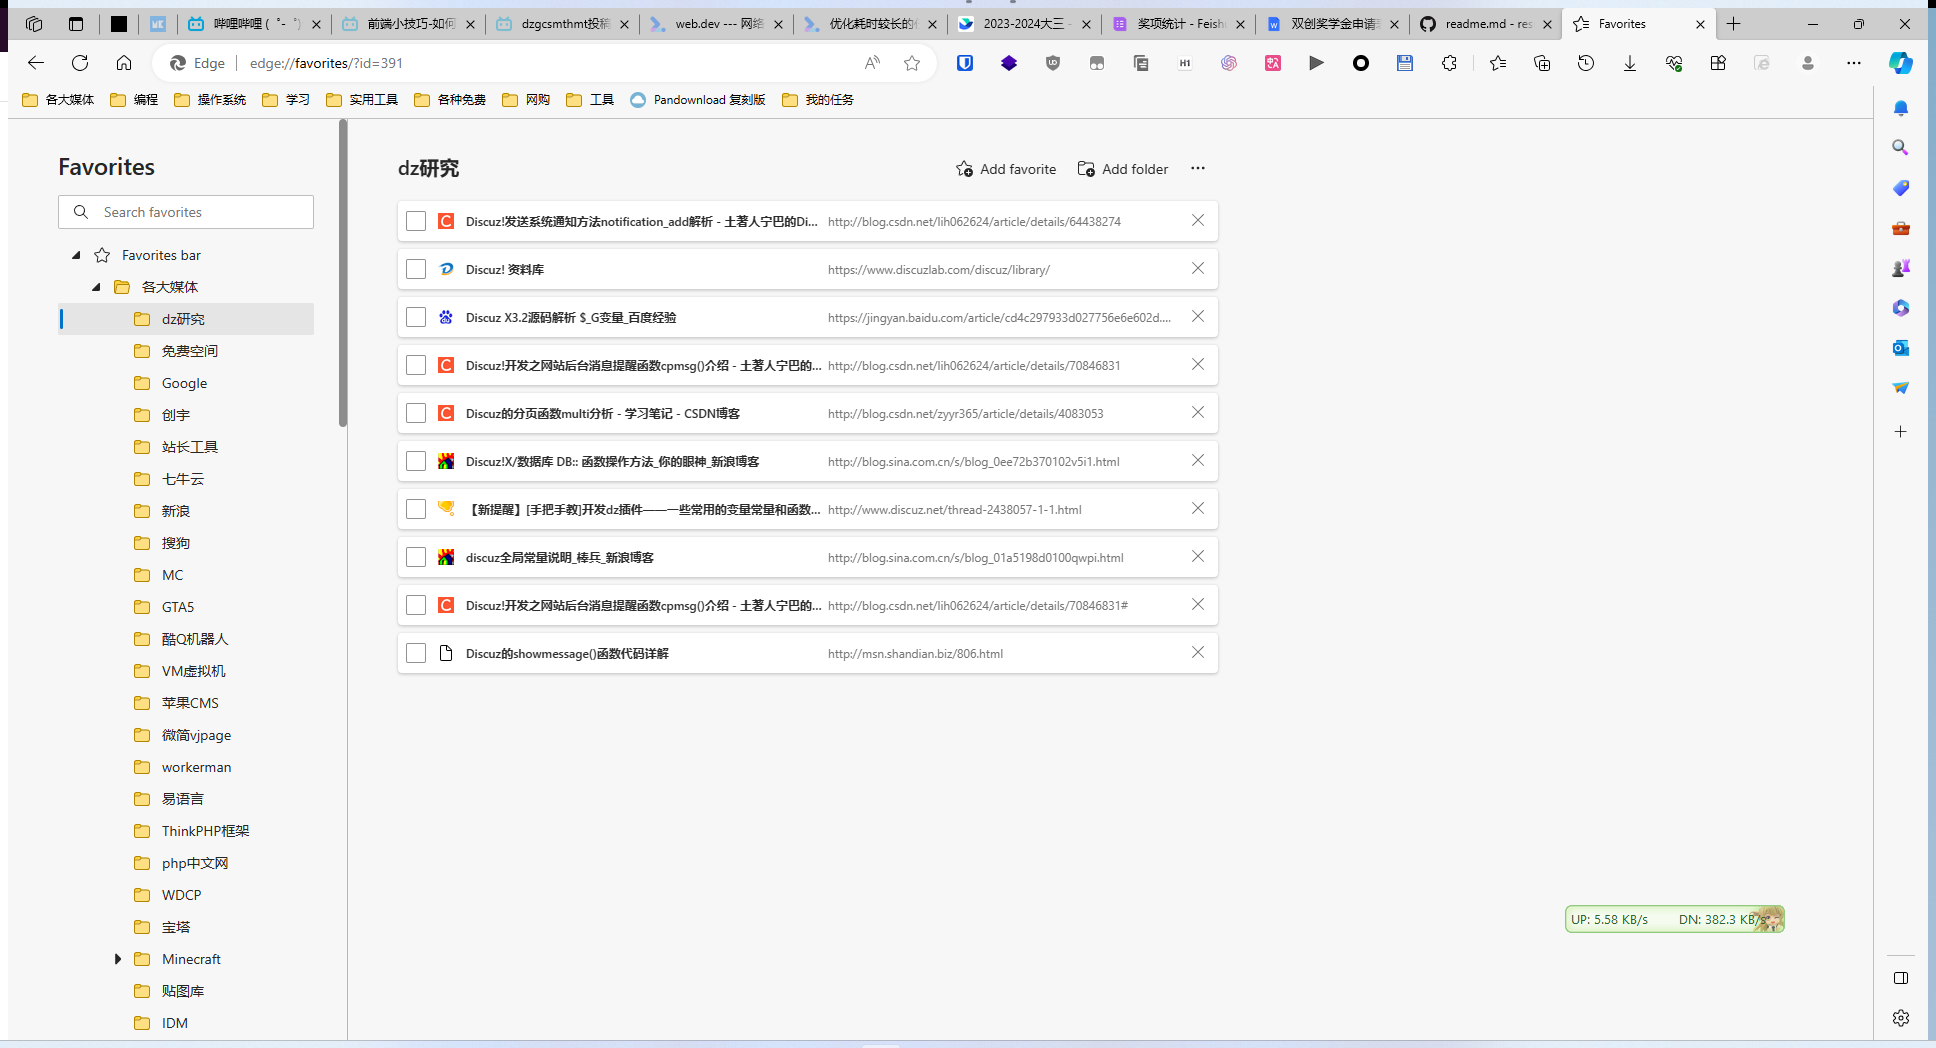 哔哩哔哩 ( ゜- ゜)
前端小技巧-如何
dzgcsmthmt投稿
web.dev --- 网络
优化耗时较长的
2023-2024大三 -
奖项统计 - Feish
双创奖学金申请
readme.md - res
Favorites
Edge
edge://favorites/?id=391
各大媒体
编程
操作系统
学习
实用工具
各种免费
网购
工具
Pandownload 复刻版
我的任务
Favorites
Search favorites
Favorites bar
各大媒体
dz研究
免费空间
Google
创宇
站长工具
七牛云
新浪
搜狗
MC
GTA5
酷Q机器人
VM虚拟机
苹果CMS
微简vjpage
workerman
易语言
ThinkPHP框架
php中文网
WDCP
宝塔
Minecraft
贴图库
IDM
dz研究
Add favorite
Add folder
Discuz!发送系统通知方法notification_add解析 - 土著人宁巴的Di... http://blog.csdn.net/lih062624/article/details/64438274
Discuz! 资料库 https://www.discuzlab.com/discuz/library/
Discuz X3.2源码解析 $_G变量_百度经验 https://jingyan.baidu.com/article/cd4c297933d027756e6e602d....
Discuz!开发之网站后台消息提醒函数cpmsg()介绍 - 土著人宁巴的... http://blog.csdn.net/lih062624/article/details/70846831
Discuz的分页函数multi分析 - 学习笔记 - CSDN博客 http://blog.csdn.net/zyyr365/article/details/4083053
Discuz!X/数据库 DB:: 函数操作方法_你的眼神_新浪博客 http://blog.sina.com.cn/s/blog_0ee72b370102v5i1.html
【新提醒】[手把手教]开发dz插件——一些常用的变量常量和函数... http://www.discuz.net/thread-2438057-1-1.html
discuz全局常量说明_棒兵_新浪博客 http://blog.sina.com.cn/s/blog_01a5198d0100qwpi.html
Discuz!开发之网站后台消息提醒函数cpmsg()介绍 - 土著人宁巴的... http://blog.csdn.net/lih062624/article/details/70846831#
Discuz的showmessage()函数代码详解 http://msn.shandian.biz/806.html
UP: 5.58 KB/s DN: 382.3 KB/s